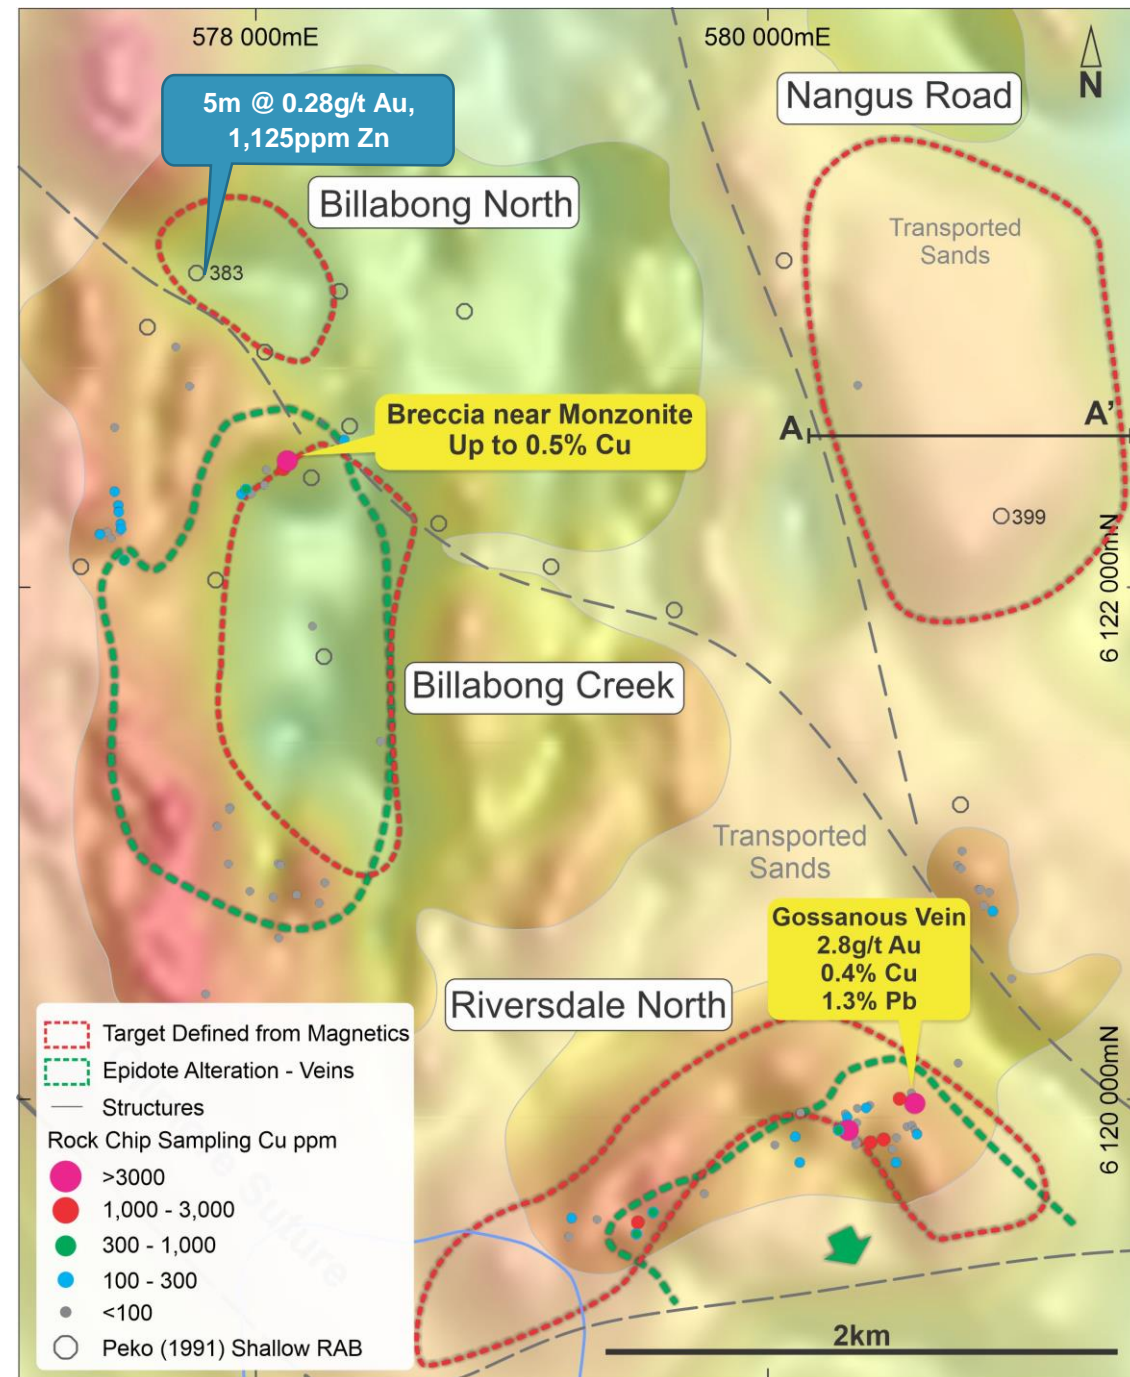 578 000mE
580 000mE
N
5m @ 0.28g/t Au,
1,125ppm Zn
Nangus Road
Billabong North
Transported
Sands
383
Breccia near Monzonite
Up to 0.5% Cu
A
A'
399
6 122 000mN
Billabong Creek
Transported
Sands
Gossanous Vein
2.8g/t Au
0.4% Cu
1.3% Pb
Riversdale North
6 120 000mN
Target Defined from Magnetics
Epidote Alteration - Veins
Structures
Rock Chip Sampling Cu ppm
>3000
1,000 - 3,000
300 - 1,000
100 - 300
<100
Peko (1991) Shallow RAB
Suture
2km